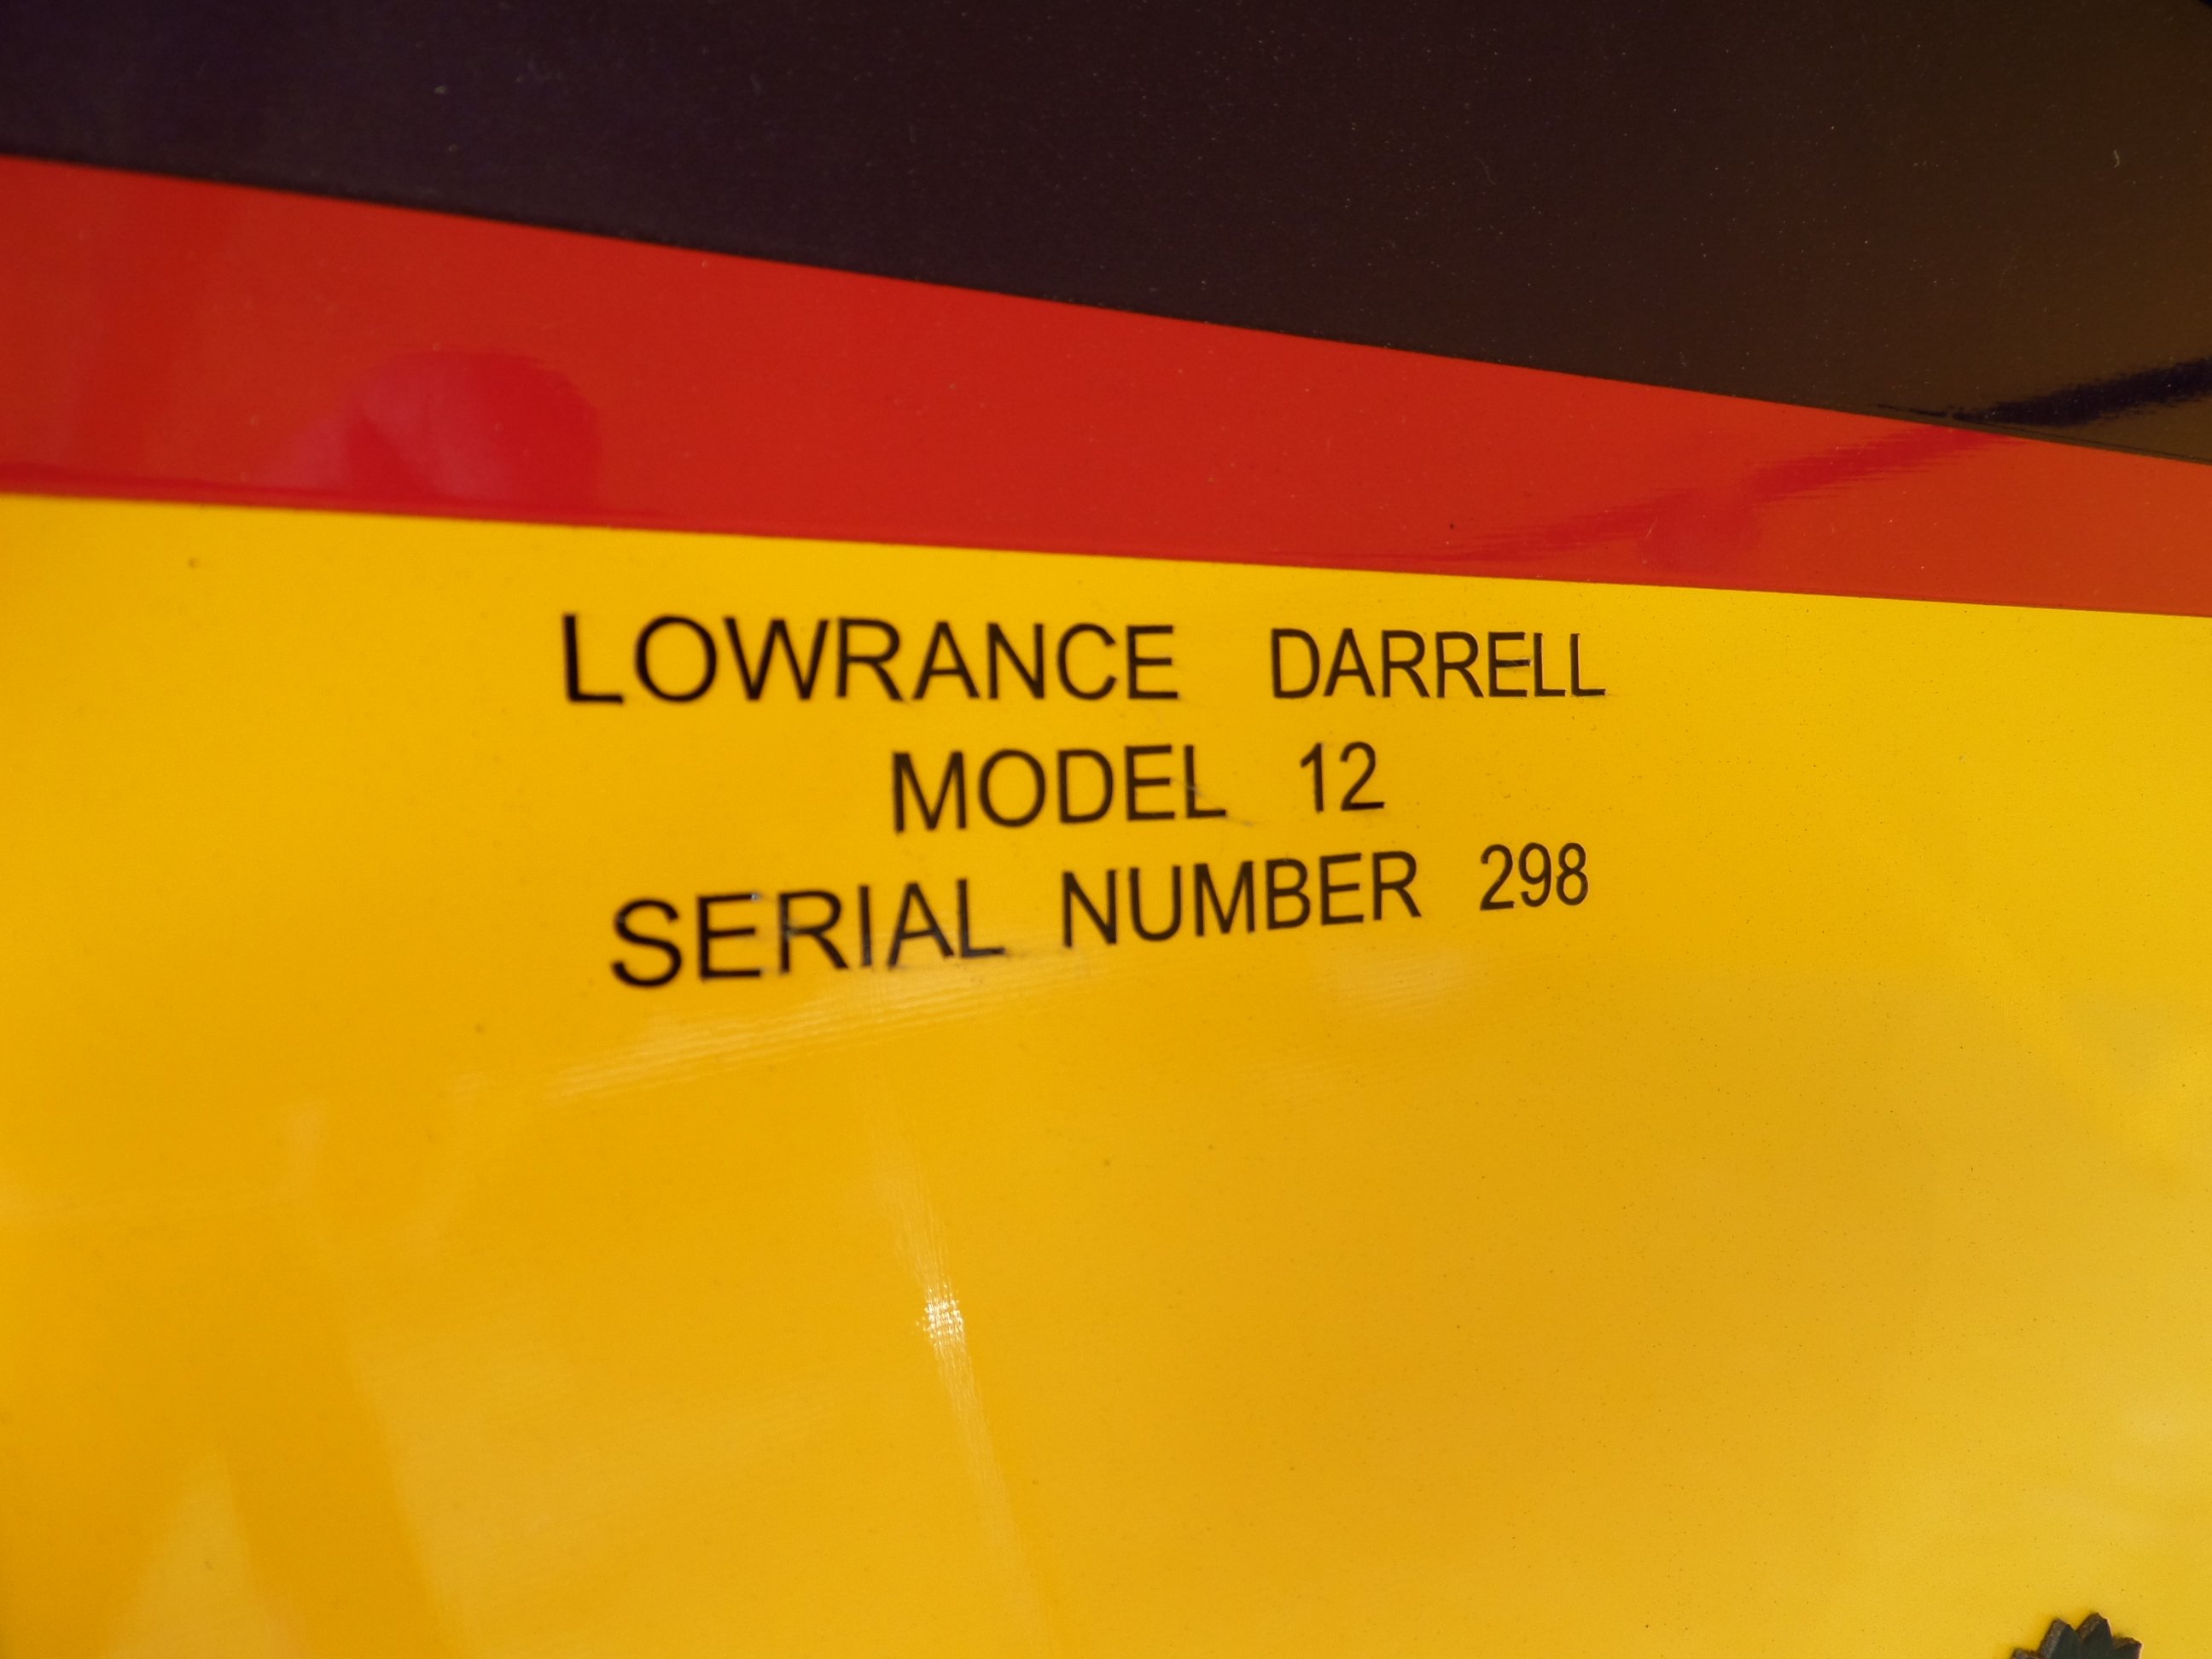 LOWRANCE DARRELL
MODEL 12
SERIAL NUMBER 298